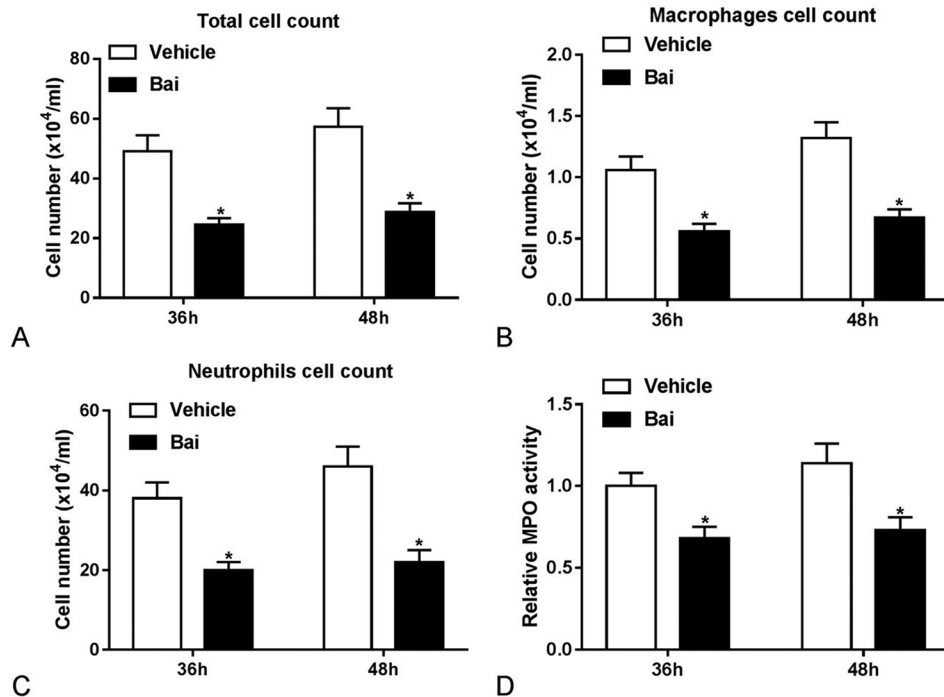 Total cell count
Vehicle
Bai
Cell number (x10⁴/ml)
80
60
40
20
0
*
*
36h
48h
A
Macrophages cell count
Vehicle
Bai
Cell number (x10⁴/ml)
2.0
1.5
1.0
0.5
0.0
*
*
36h
48h
B
Neutrophils cell count
Vehicle
Bai
Cell number (x10⁴/ml)
60
40
20
0
*
*
36h
48h
C
Vehicle
Bai
Relative MPO activity
1.5
1.0
0.5
0.0
*
*
36h
48h
D